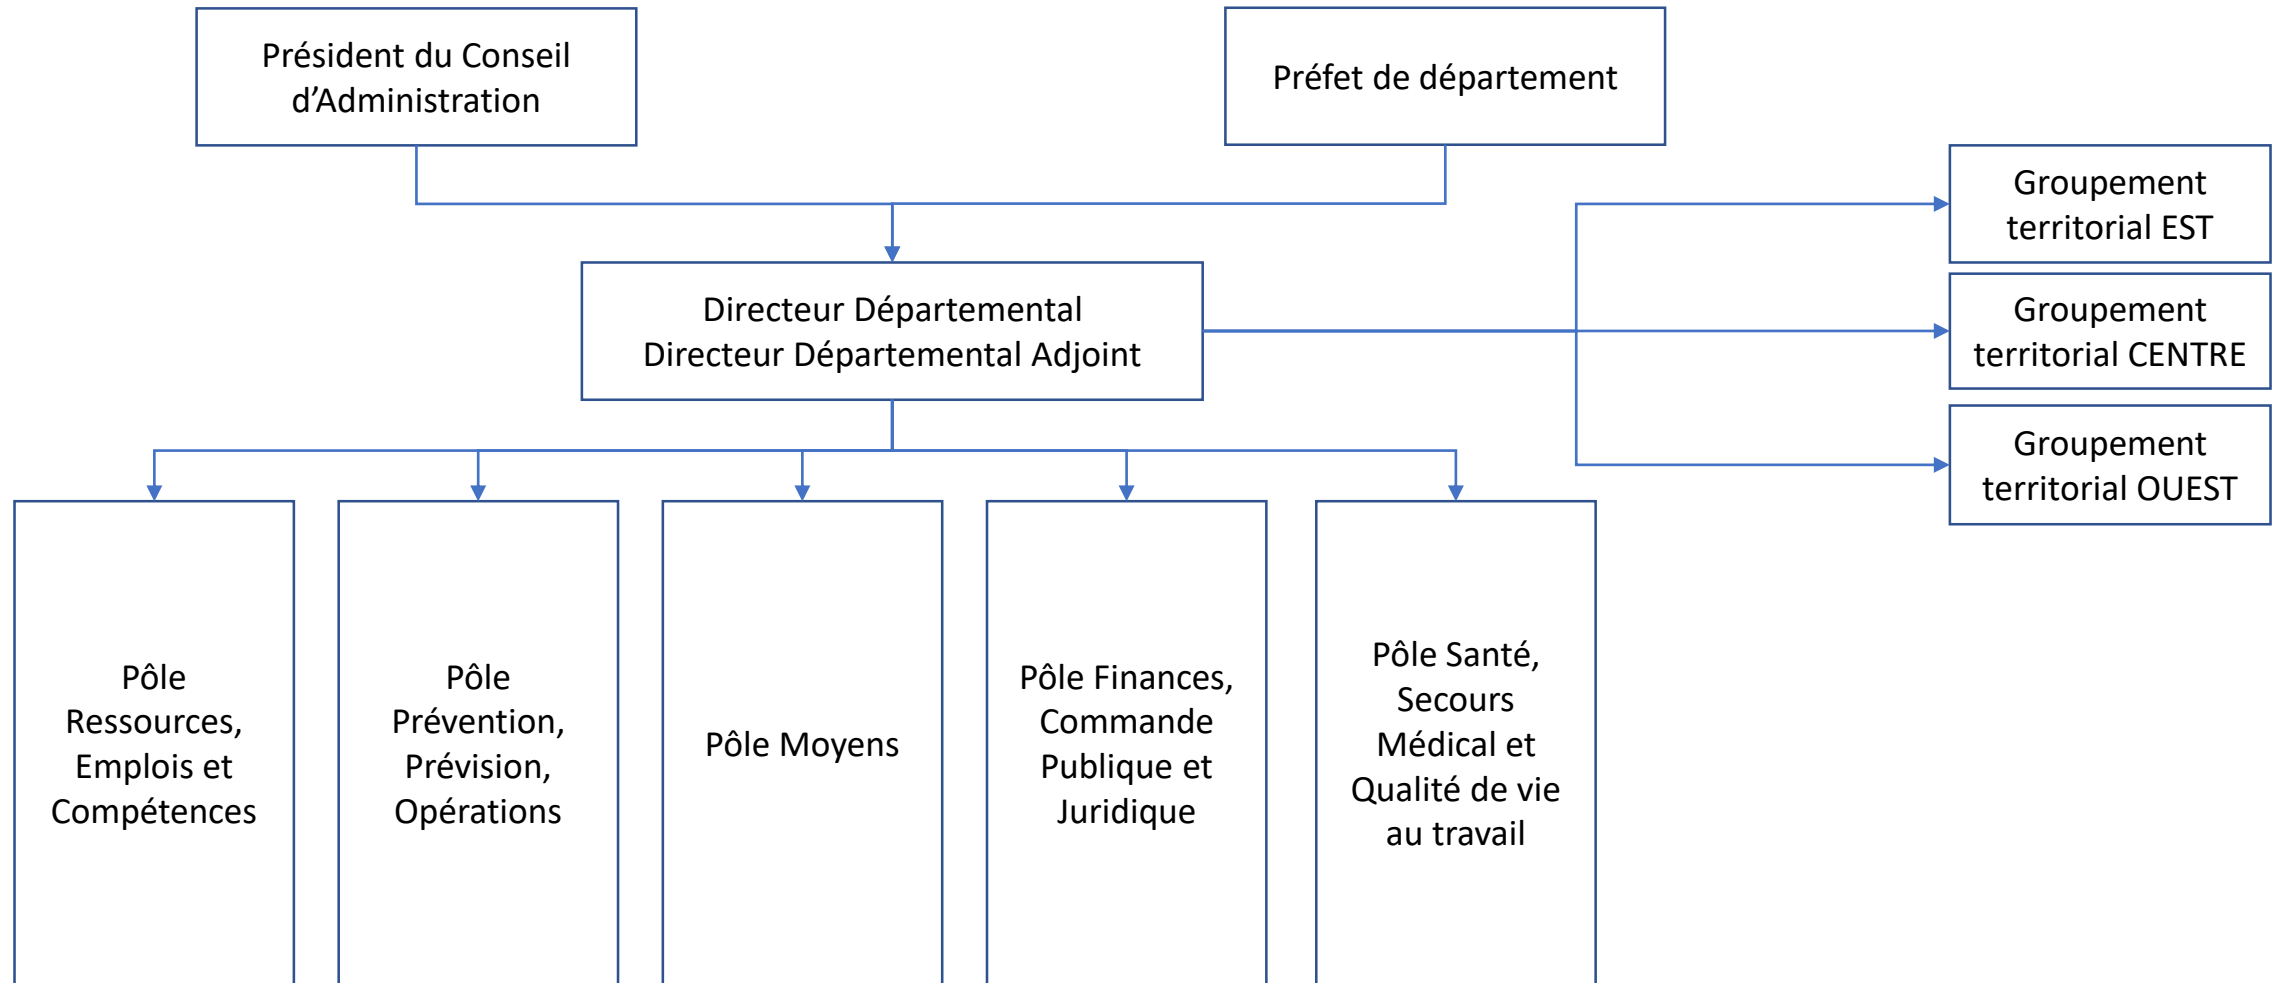 Président du Conseil
d’Administration
Préfet de département
Groupement
territorial EST
Directeur Départemental
Directeur Départemental Adjoint
Groupement
territorial CENTRE
Groupement
territorial OUEST
Pôle
Ressources,
Emplois et
Compétences
Pôle
Prévention,
Prévision,
Opérations
Pôle Moyens
Pôle Finances,
Commande
Publique et
Juridique
Pôle Santé,
Secours
Médical et
Qualité de vie
au travail